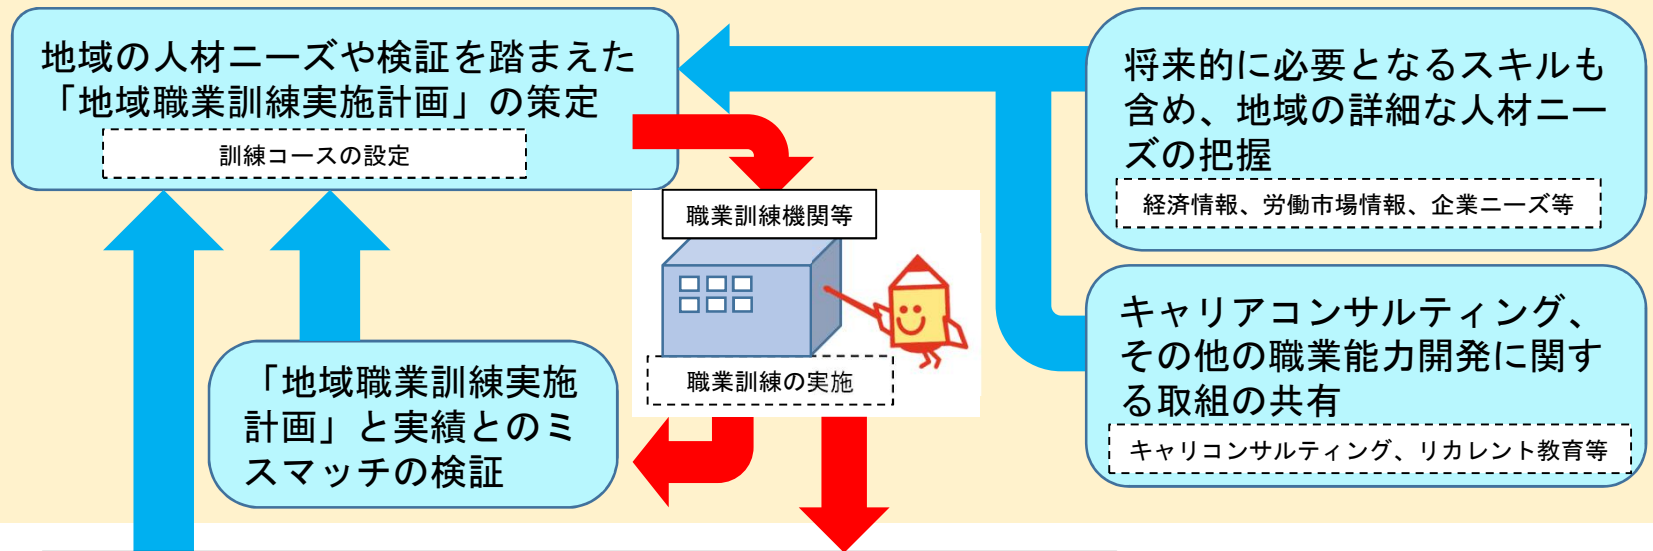 地域の人材ニーズや検証を踏まえた
「地域職業訓練実施計画」の策定
訓練コースの設定
将来的に必要となるスキルも
含め、地域の詳細な人材ニー
ズの把握
経済情報、労働市場情報、企業ニーズ等
職業訓練機関等
職業訓練の実施
キャリアコンサルティング、
その他の職業能力開発に関す
る取組の共有
キャリコンサルティング、リカレント教育等
「地域職業訓練実施
計画」と実績とのミ
スマッチの検証